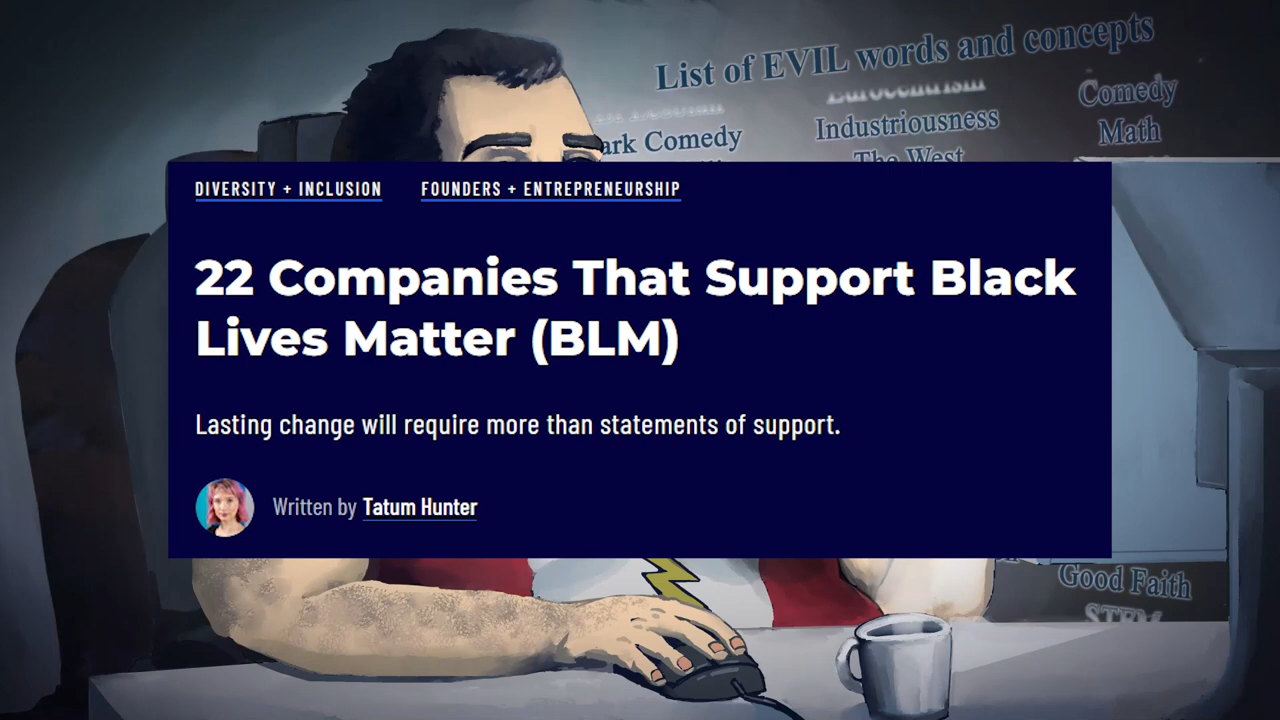 List of EVIL words and concepts
Comedy
Industriousness
ark Comedy
Math
The West
DIVERSITY + INCLUSION
FOUNDERS + ENTREPRENEURSHIP
22 Companies That Support Black
Lives Matter (BLM)
Lasting change will require more than statements of support.
Written by Tatum Hunter
Good Faith
STEM